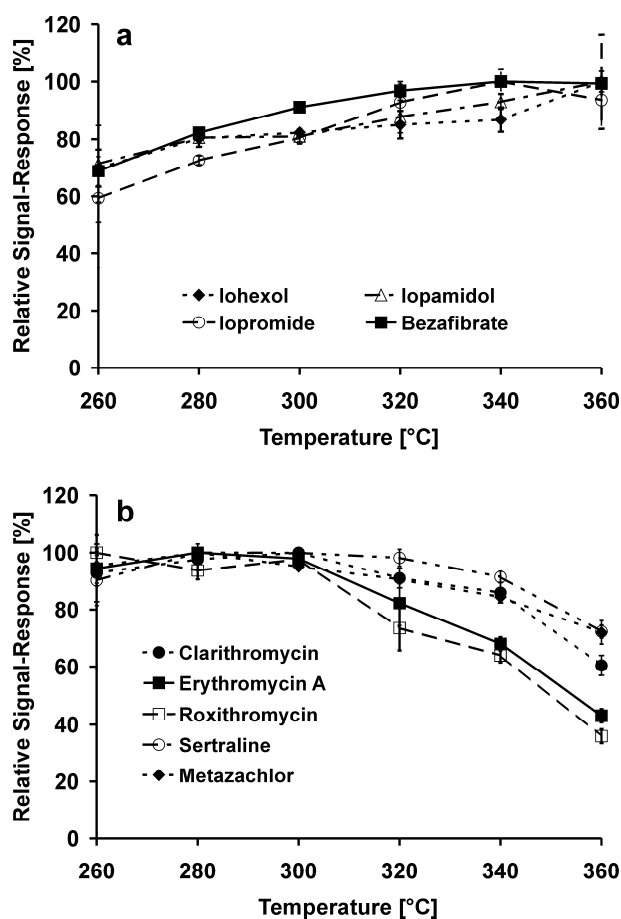 a
Relative Signal-Response [%]
120
100
80
60
40
20
0
Iohexol
Iopamidol
Iopromide
Bezafibrate
260 280 300 320 340 360
Temperature [°C]
b
Relative Signal-Response [%]
120
100
80
60
40
20
0
Clarithromycin
Erythromycin A
Roxithromycin
Sertraline
Metazachlor
260 280 300 320 340 360
Temperature [°C]